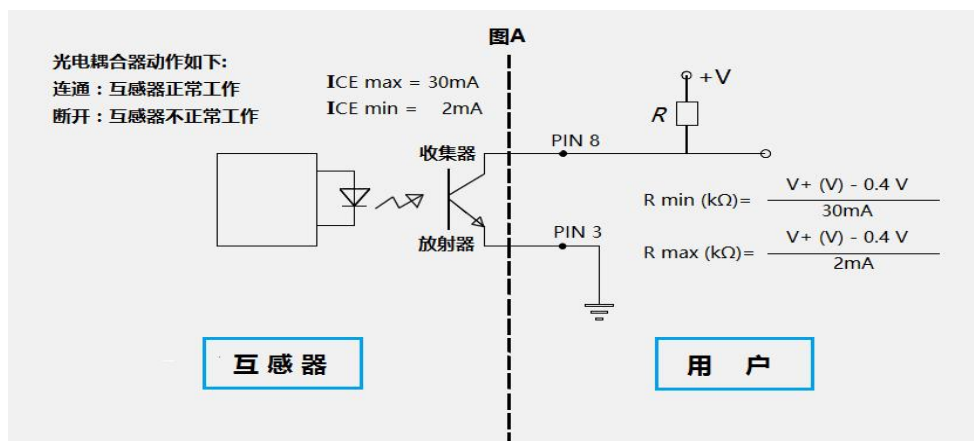 图A
光电耦合器动作如下:
连通：互感器正常工作
断开：互感器不正常工作
ICE max = 30mA
ICE min = 2mA
+V
R
PIN 8
收集器
放射器
PIN 3
R min (kΩ)= V+ (V) - 0.4 V
30mA
R max (kΩ)= V+ (V) - 0.4 V
2mA
互感器
用 户